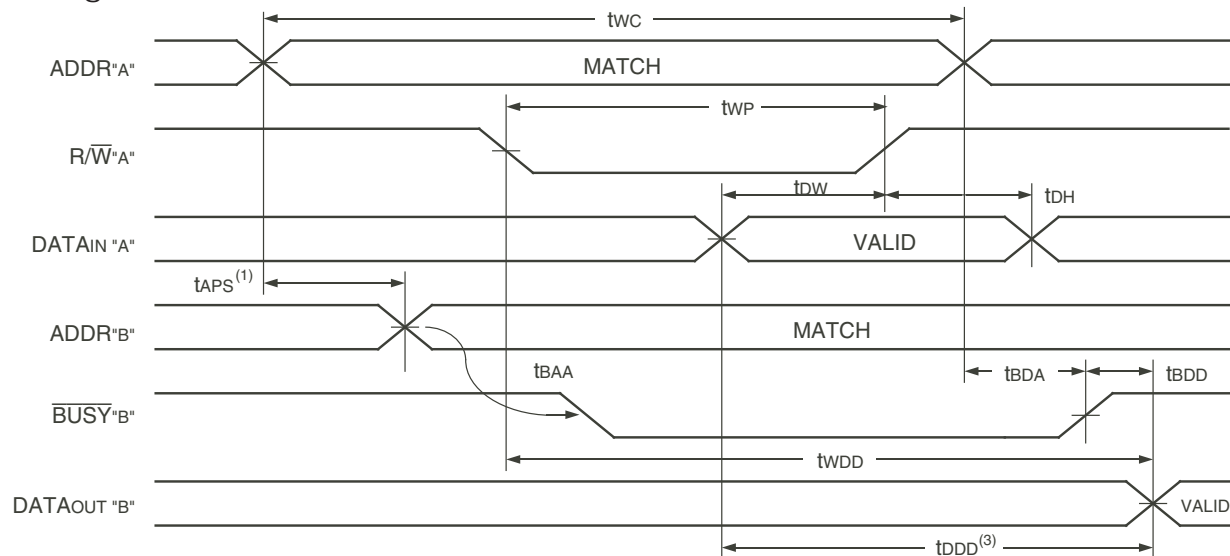 tWC
ADDR"A"
MATCH
tWP
R/W̅"A"
tDW
tDH
DATAIN "A"
VALID
tAPS(1)
ADDR"B"
MATCH
tBAA
tBDA
tBDD
B̅U̅S̅Y̅"B"
tWDD
DATAOUT "B"
VALID
tDDD(3)